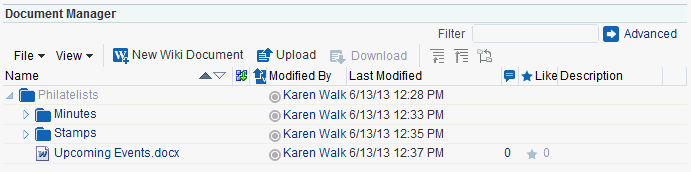 Document Manager
Filter Advanced
File View New Wiki Document Upload Download
Name Modified By Last Modified Like Description
Philatelists Karen Walk 6/13/13 12:28 PM
Minutes Karen Walk 6/13/13 12:33 PM
Stamps Karen Walk 6/13/13 12:35 PM
Upcoming Events.docx Karen Walk 6/13/13 12:37 PM 0 0